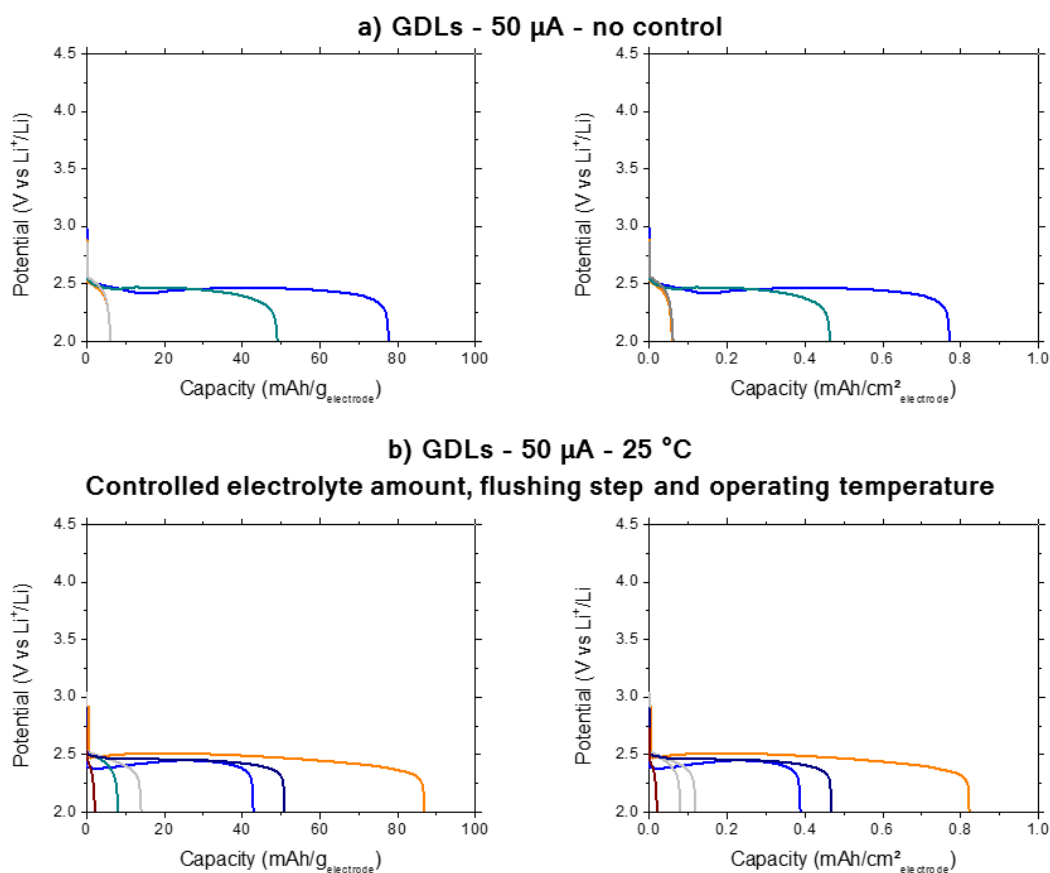 a) GDLs - 50 µA - no control
4.5
4.0
3.5
3.0
2.5
2.0
Potential (V vs Li⁺/Li)
0 20 40 60 80 100
Capacity (mAh/g electrode)
4.5
4.0
3.5
3.0
2.5
2.0
Potential (V vs Li⁺/Li)
0.0 0.2 0.4 0.6 0.8 1.0
Capacity (mAh/cm² electrode)
b) GDLs - 50 µA - 25 °C
Controlled electrolyte amount, flushing step and operating temperature
4.5
4.0
3.5
3.0
2.5
2.0
Potential (V vs Li⁺/Li)
0 20 40 60 80 100
Capacity (mAh/g electrode)
4.5
4.0
3.5
3.0
2.5
2.0
Potential (V vs Li⁺/Li
0.0 0.2 0.4 0.6 0.8 1.0
Capacity (mAh/cm² electrode)